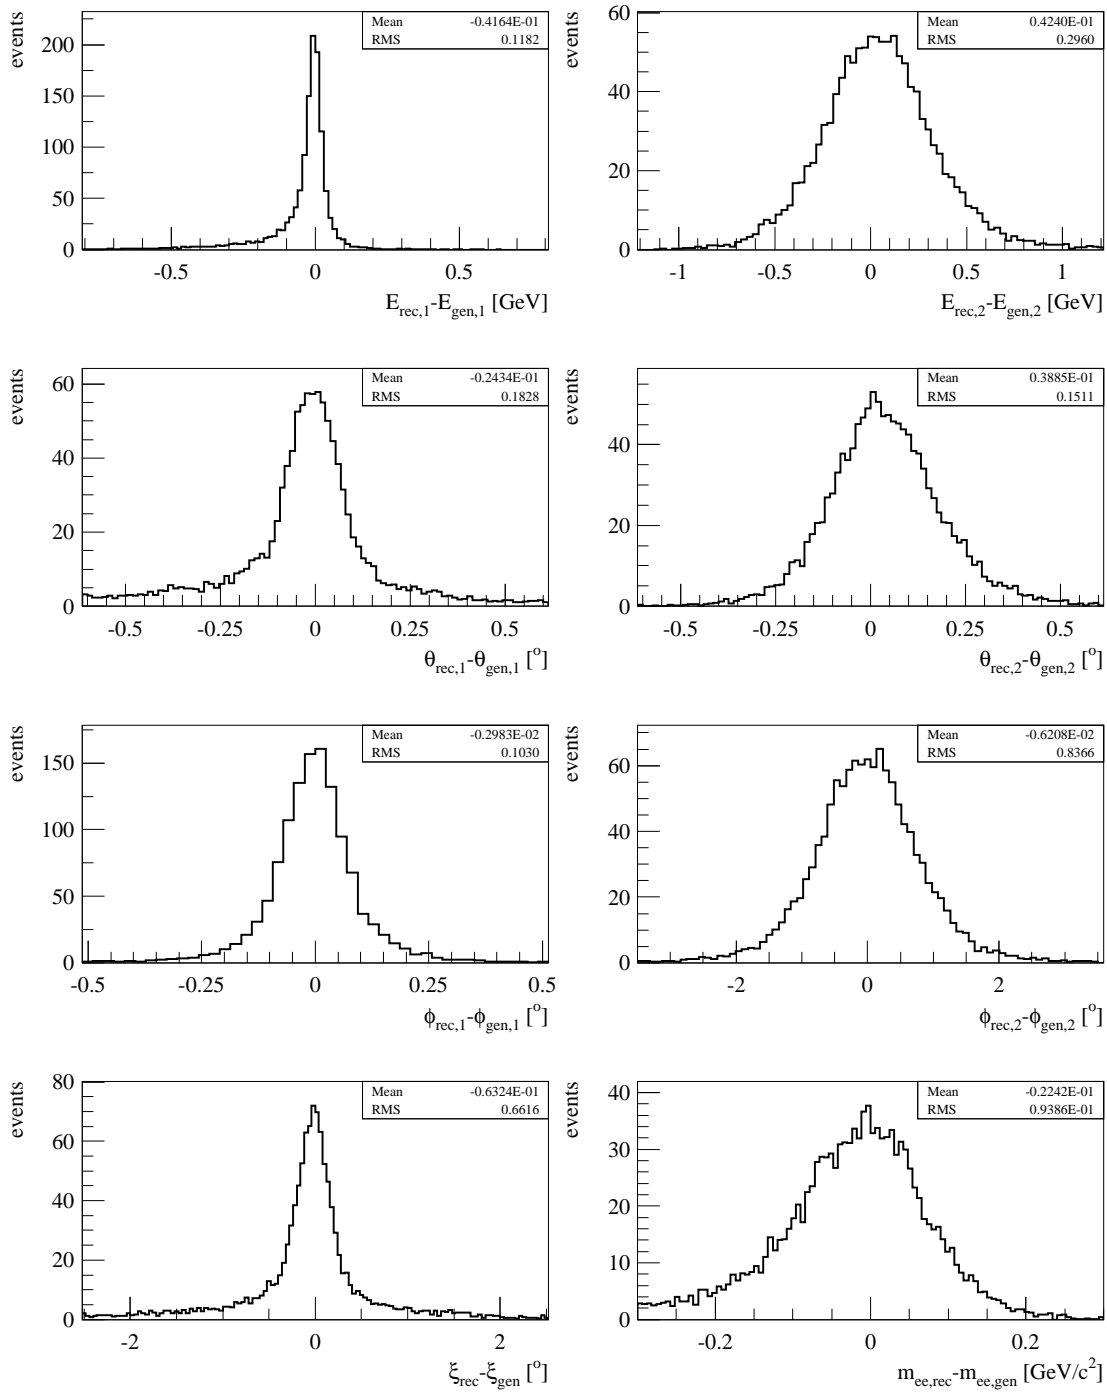 events
Mean -0.4164E-01
RMS 0.1182
200
150
100
50
0
-0.5 0 0.5
E_rec,1-E_gen,1 [GeV]
events
Mean 0.4240E-01
RMS 0.2960
60
40
20
0
-1 -0.5 0 0.5 1
E_rec,2-E_gen,2 [GeV]
events
Mean -0.2434E-01
RMS 0.1828
60
40
20
0
-0.5 -0.25 0 0.25 0.5
θ_rec,1-θ_gen,1 [°]
events
Mean 0.3885E-01
RMS 0.1511
40
20
0
-0.5 -0.25 0 0.25 0.5
θ_rec,2-θ_gen,2 [°]
events
Mean -0.2983E-02
RMS 0.1030
150
100
50
0
-0.5 -0.25 0 0.25 0.5
ϕ_rec,1-ϕ_gen,1 [°]
events
Mean -0.6208E-02
RMS 0.8366
60
40
20
0
-2 0 2
ϕ_rec,2-ϕ_gen,2 [°]
events
Mean -0.6324E-01
RMS 0.6616
80
60
40
20
0
-2 0 2
ξ_rec-ξ_gen [°]
events
Mean -0.2242E-01
RMS 0.9386E-01
40
30
20
10
0
-0.2 0 0.2
m_ee,rec-m_ee,gen [GeV/c²]